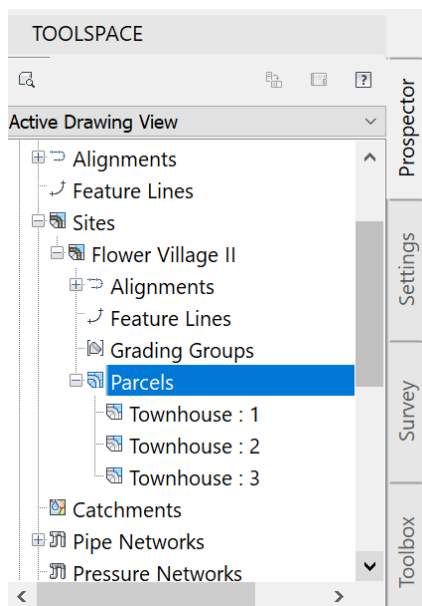 TOOLSPACE
?
Active Drawing View
Alignments
Feature Lines
Sites
Flower Village II
Alignments
Feature Lines
Grading Groups
Parcels
Townhouse : 1
Townhouse : 2
Townhouse : 3
Catchments
Pipe Networks
Pressure Networks
Prospector
Settings
Survey
Toolbox